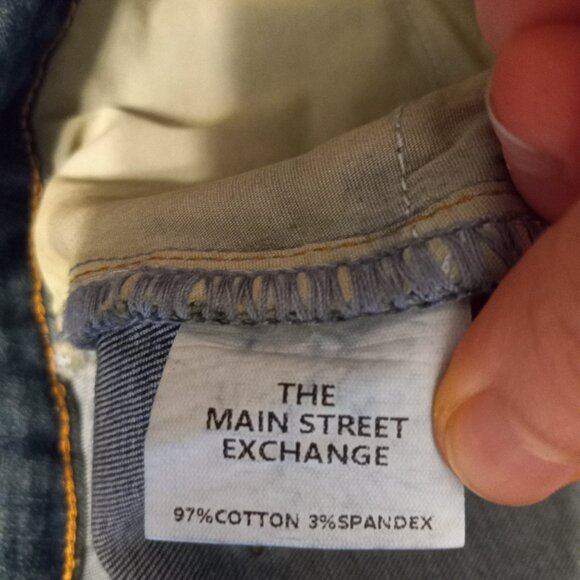 THE
MAIN STREET
EXCHANGE
97%COTTON 3%SPANDEX